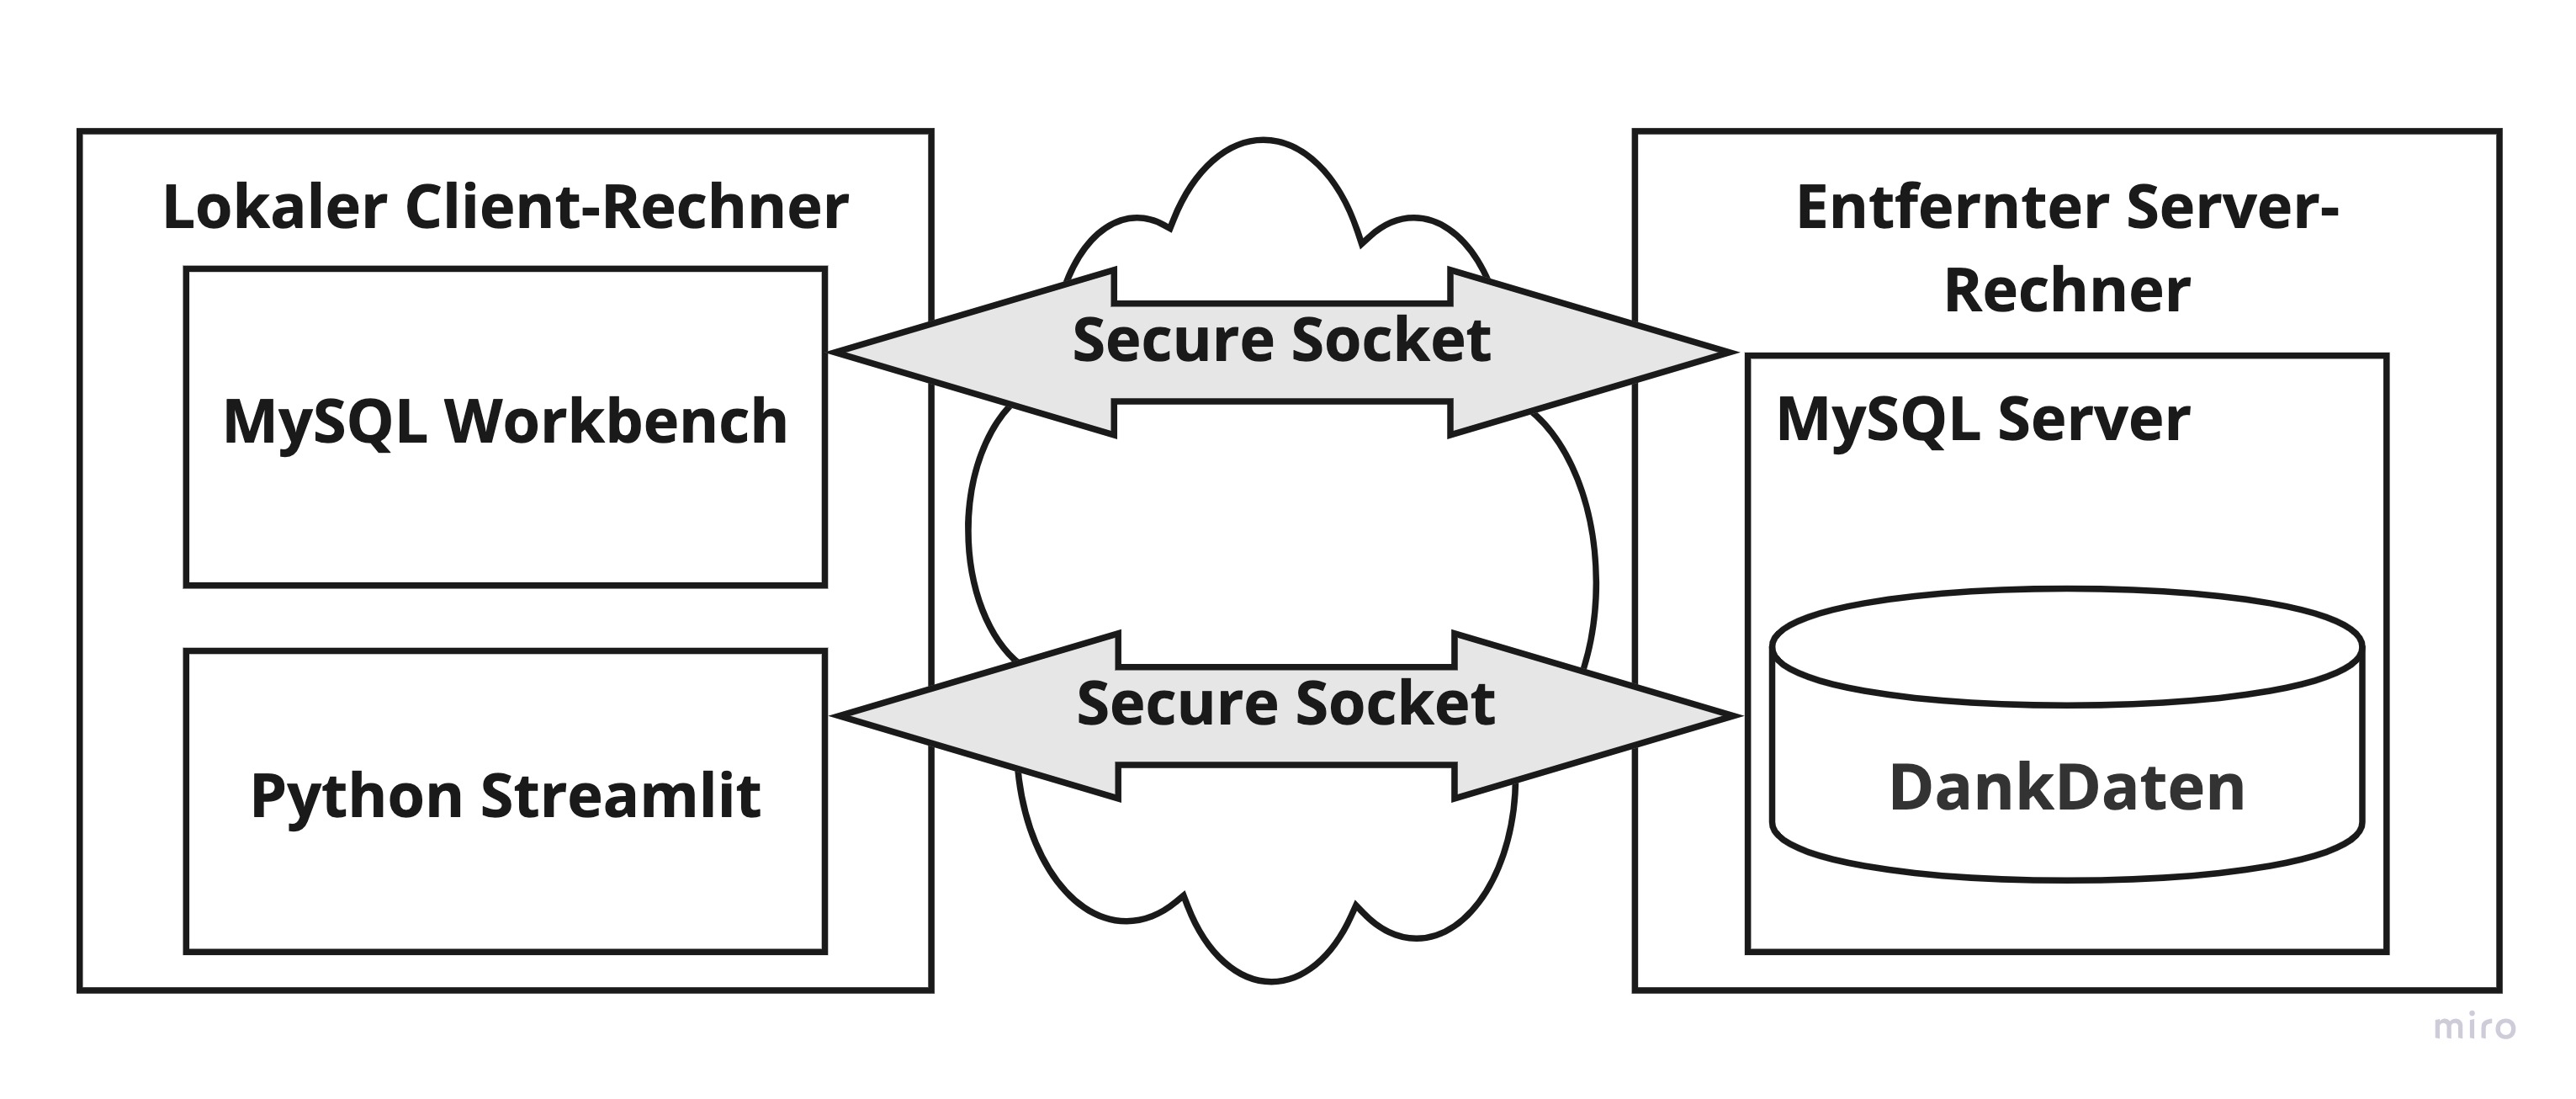 Lokaler Client-Rechner
MySQL Workbench
Python Streamlit
Secure Socket
Secure Socket
Entfernter Server-
Rechner
MySQL Server
DankDaten
miro